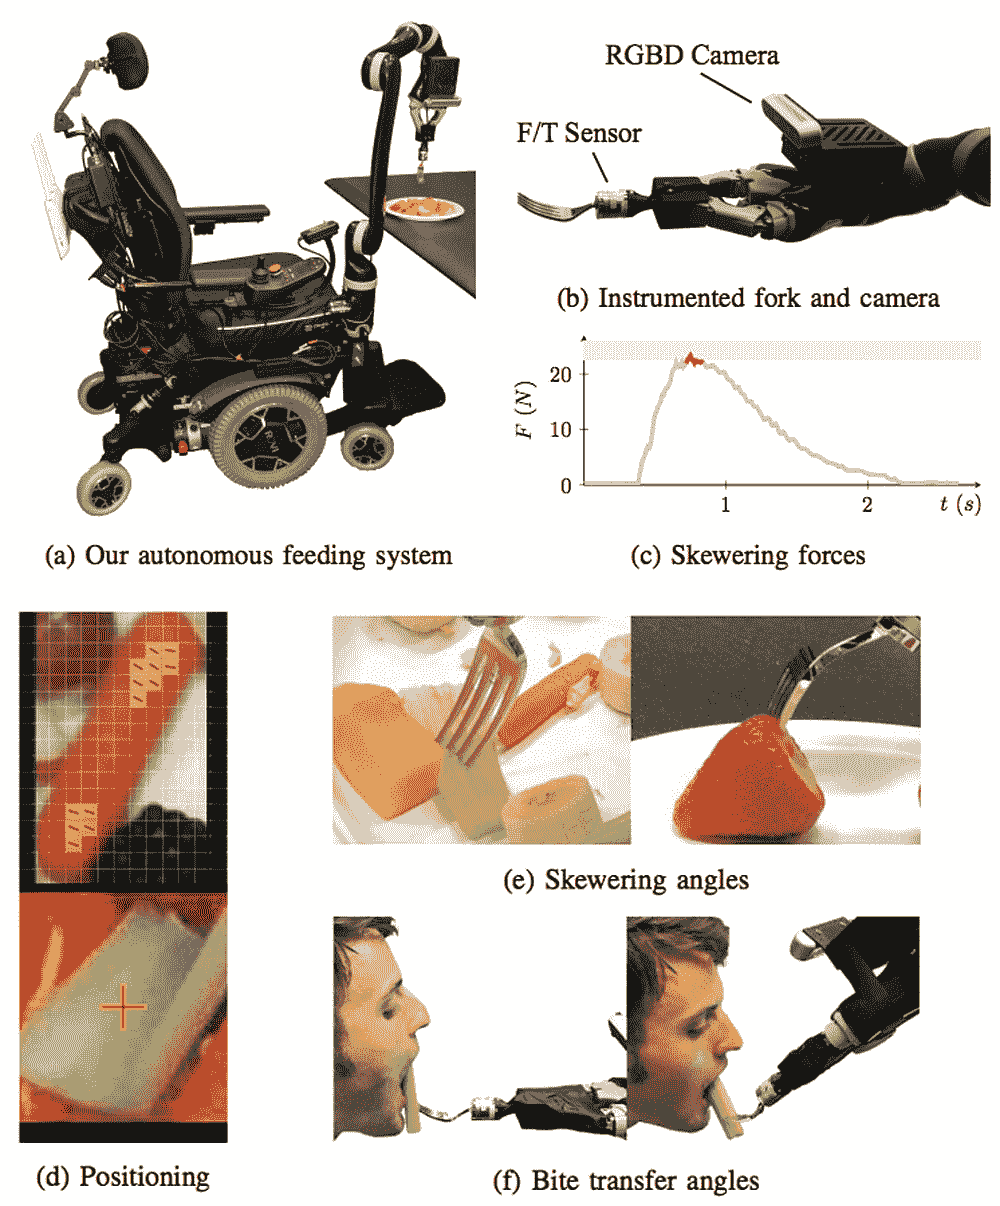 RGBD Camera
F/T Sensor
(b) Instrumented fork and camera
20
10
0
F (N)
1
2
t (s)
(a) Our autonomous feeding system
(c) Skewering forces
(e) Skewering angles
(d) Positioning
(f) Bite transfer angles